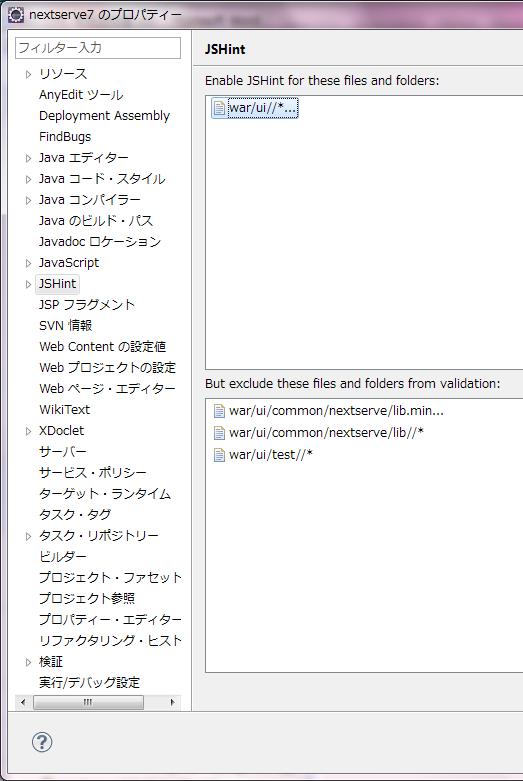 nextserve7 のプロパティー
フィルター入力
リソース
AnyEdit ツール
Deployment Assembly
FindBugs
Java エディター
Java コード・スタイル
Java コンパイラー
Java のビルド・パス
Javadoc ロケーション
JavaScript
JSHint
JSP フラグメント
SVN 情報
Web Content の設定値
Web プロジェクトの設定
Web ページ・エディター
WikiText
XDoclet
サーバー
サービス・ポリシー
ターゲット・ランタイム
タスク・タグ
タスク・リポジトリー
ビルダー
プロジェクト・ファセット
プロジェクト参照
プロパティー・エディター
リファクタリング・ヒスト
検証
実行/デバッグ設定
JSHint
Enable JSHint for these files and folders:
war/ui//*...
But exclude these files and folders from validation:
war/ui/common/nextserve/lib.min...
war/ui/common/nextserve/lib//*
war/ui/test//*
?